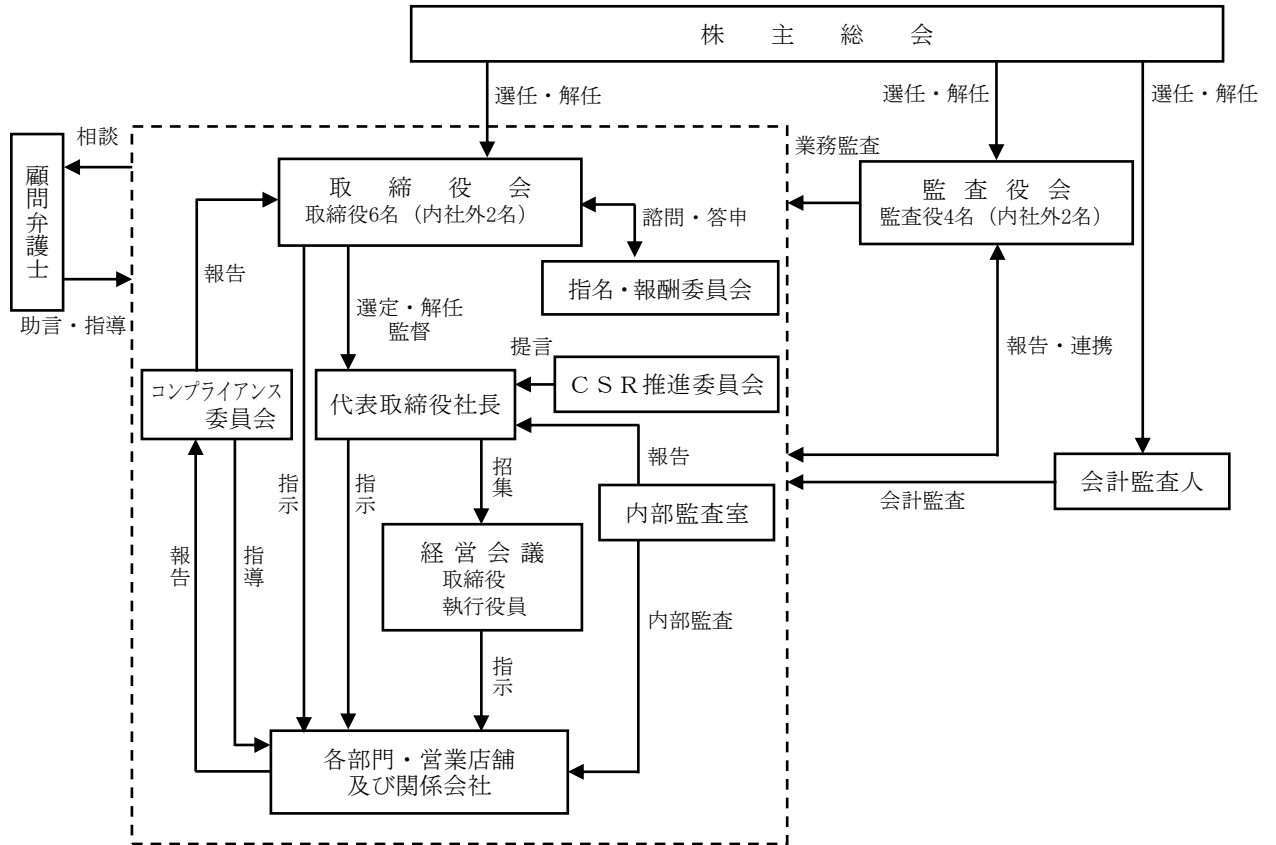 株主総会
選任・解任
選任・解任
選任・解任
相談
業務監査
顧問弁護士
取締役会
取締役6名（内社外2名）
監査役会
監査役4名（内社外2名）
諮問・答申
報告
指名・報酬委員会
助言・指導
選定・解任
監督
提言
報告・連携
コンプライアンス
委員会
代表取締役社長
ＣＳＲ推進委員会
報告
招集
指示
指示
内部監査室
会計監査
会計監査人
経営会議
取締役
執行役員
報告
指導
内部監査
指示
各部門・営業店舗
及び関係会社